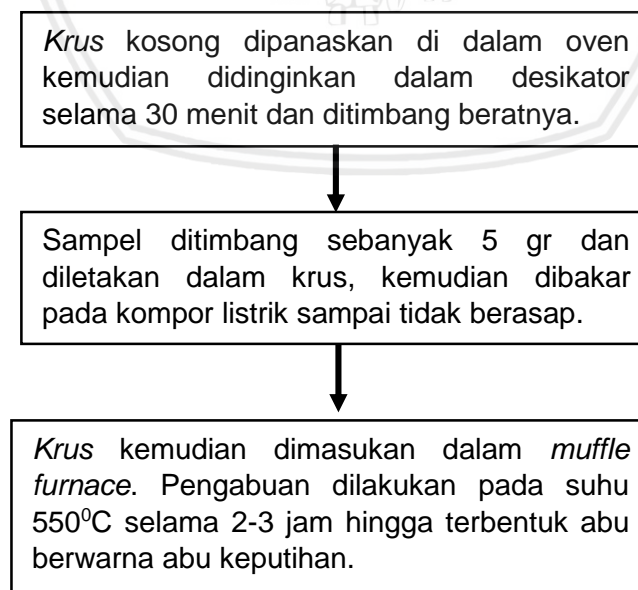 Krus kosong dipanaskan di dalam oven
kemudian didinginkan dalam desikator
selama 30 menit dan ditimbang beratnya.
Sampel ditimbang sebanyak 5 gr dan
diletakan dalam krus, kemudian dibakar
pada kompor listrik sampai tidak berasap.
Krus kemudian dimasukan dalam muffle
furnace. Pengabuan dilakukan pada suhu
550⁰C selama 2-3 jam hingga terbentuk abu
berwarna abu keputihan.